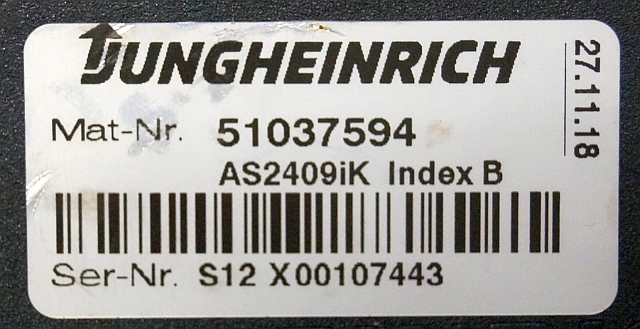 JUNGHEINRICH
27.11.18
Mat-Nr. 51037594
AS2409iK Index B
Ser-Nr. S12 X00107443